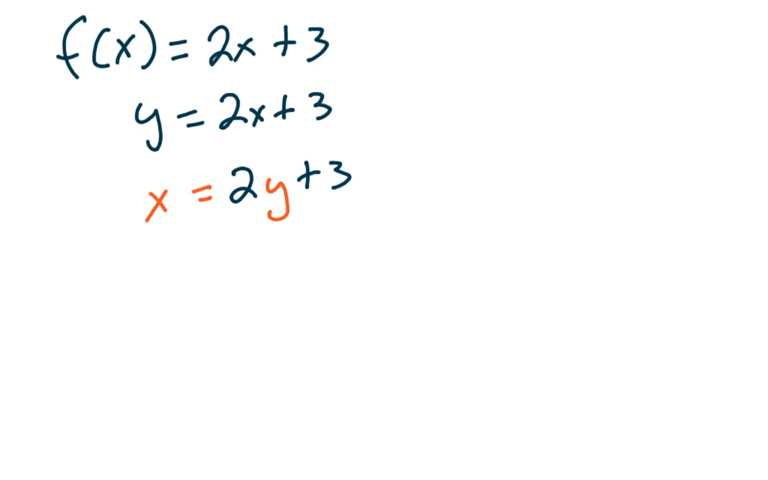 f(x) = 2x + 3
y = 2x + 3
x = 2y + 3